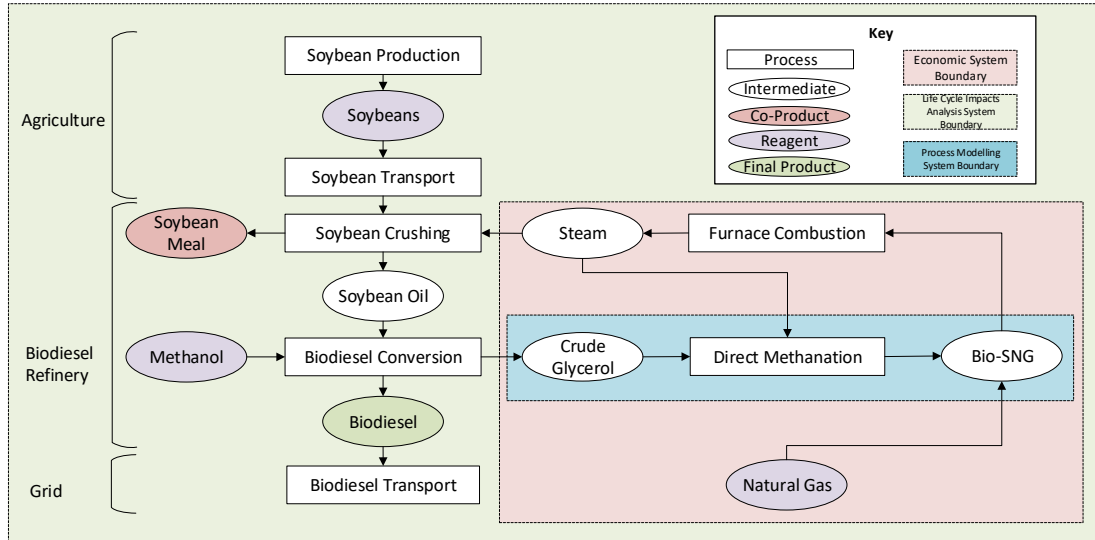 Soybean Production
Agriculture
Soybeans
Soybean Transport
Key
Process
Intermediate
Co-Product
Reagent
Final Product
Economic System
Boundary
Life Cycle Impacts
Analysis System
Boundary
Process Modelling
System Boundary
Biodiesel
Refinery
Soybean
Meal
Soybean Crushing
Steam
Furnace Combustion
Soybean Oil
Methanol
Biodiesel Conversion
Crude
Glycerol
Direct Methanation
Bio-SNG
Biodiesel
Grid
Biodiesel Transport
Natural Gas